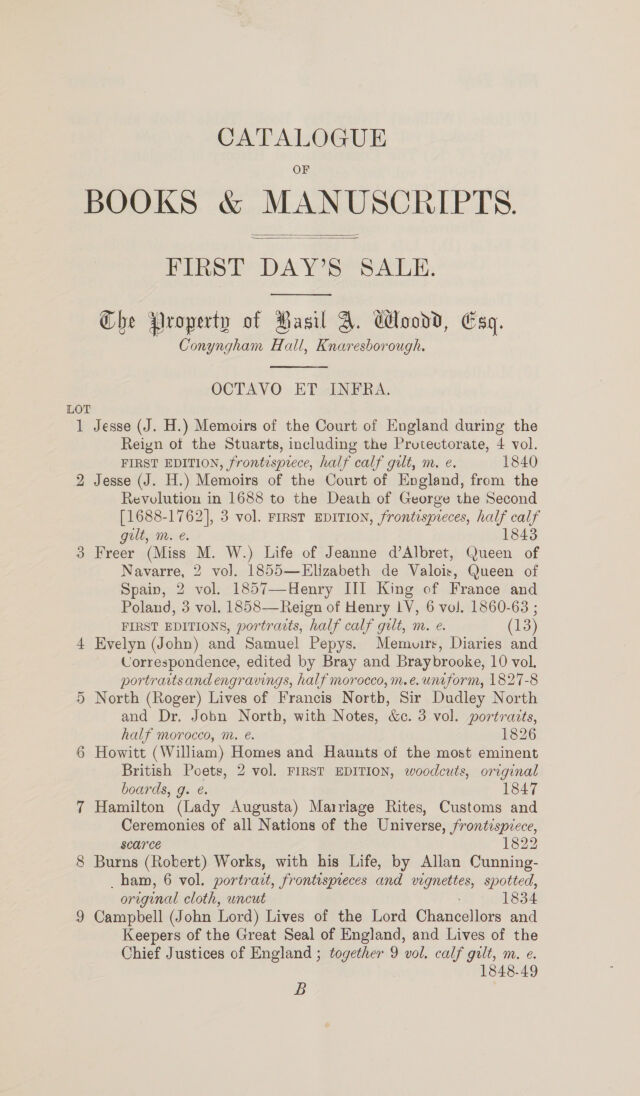 CATALOGUE
OF
BOOKS & MANUSCRIPTS.
FIRST DAY'S SALE.
The Property of Basil A. Woodd, Esq.
Conyngham Hall, Knaresborough.
OCTAVO ET INFRA.
LOT
1 Jesse (J. H.) Memoirs of the Court of England during the
Reign of the Stuarts, including the Protectorate, 4 vol.
FIRST EDITION, frontispiece, half calf gilt, m. e. 1840
2 Jesse (J. H.) Memoirs of the Court of England, from the
Revolution in 1688 to the Death of George the Second
[1688-1762], 3 vol. FIRST EDITION, frontispieces, half calf
gilt, m. e. 1843
3 Freer (Miss M. W.) Life of Jeanne d'Albret, Queen of
Navarre, 2 vol. 1855—Elizabeth de Valois, Queen of
Spain, 2 vol. 1857—Henry III King of France and
Poland, 3 vol. 1858—Reign of Henry IV, 6 vol. 1860-63 ;
FIRST EDITIONS, portraits, half calf gilt, m. e. (13)
4 Evelyn (John) and Samuel Pepys. Memoirs, Diaries and
Correspondence, edited by Bray and Braybrooke, 10 vol.
portraits and engravings, half morocco, m.e. uniform, 1827-8
5 North (Roger) Lives of Francis North, Sir Dudley North
and Dr. John North, with Notes, &c. 3 vol. portraits,
half morocco, m. e. 1826
6 Howitt (William) Homes and Haunts of the most eminent
British Poets, 2 vol. FIRST EDITION, woodcuts, original
boards, g. e. 1847
7 Hamilton (Lady Augusta) Marriage Rites, Customs and
Ceremonies of all Nations of the Universe, frontispiece,
scarce 1822
8 Burns (Robert) Works, with his Life, by Allan Cunning-
ham, 6 vol. portrait, frontispieces and vignettes, spotted,
original cloth, uncut 1834
9 Campbell (John Lord) Lives of the Lord Chancellors and
Keepers of the Great Seal of England, and Lives of the
Chief Justices of England ; together 9 vol. calf gilt, m. e.
1848-49
B